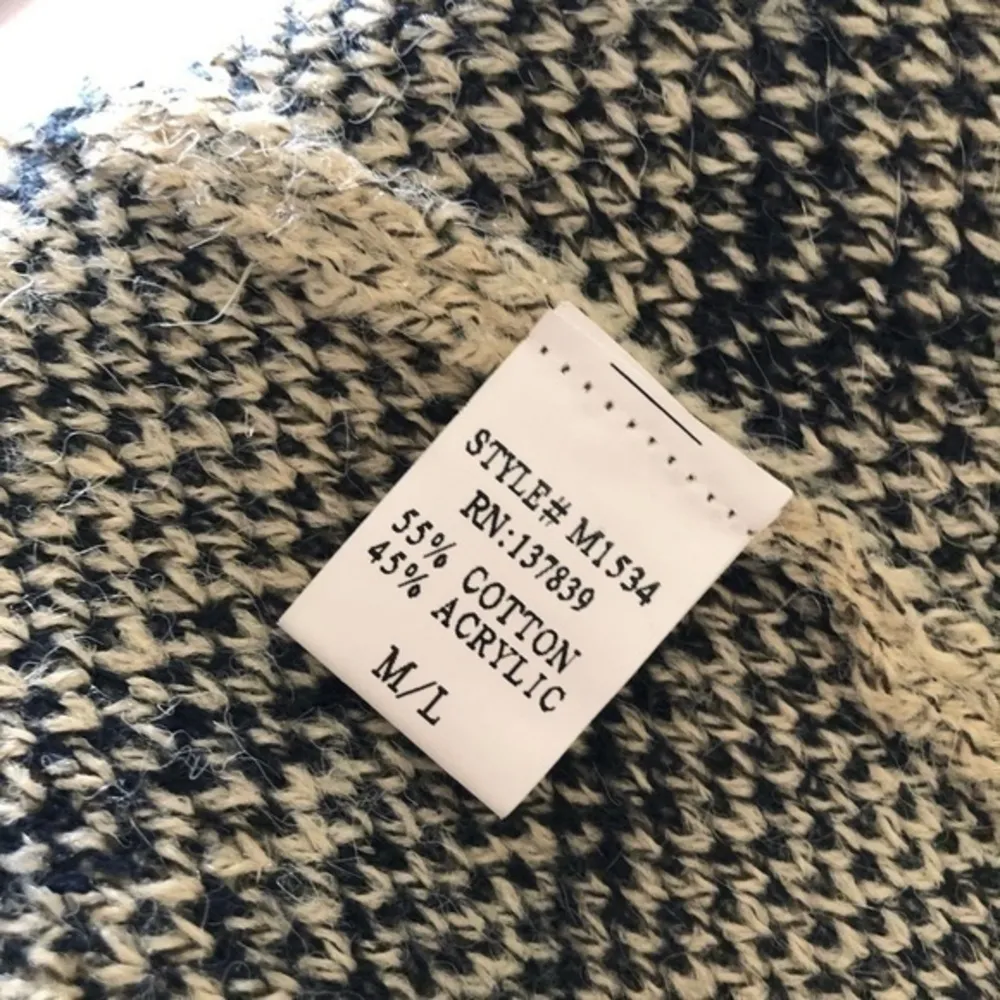 STYLE# M1534
RN:137839
55% COTTON
45% ACRYLIC
M/L